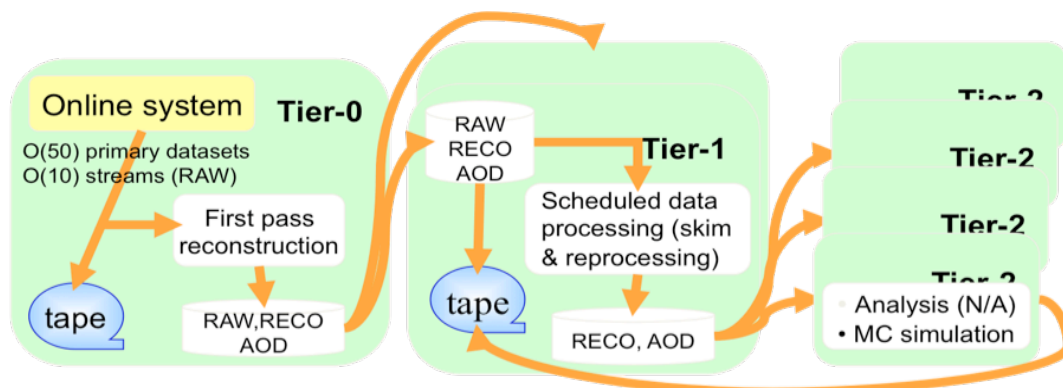 Online system
Tier-0
O(50) primary datasets
O(10) streams (RAW)
First pass
reconstruction
tape
RAW,RECO
AOD
RAW
RECO
AOD
Tier-1
Scheduled data
processing (skim
& reprocessing)
tape
RECO, AOD
Tier-2
Tier-2
Tier-2
Tier-2
Analysis (N/A)
• MC simulation